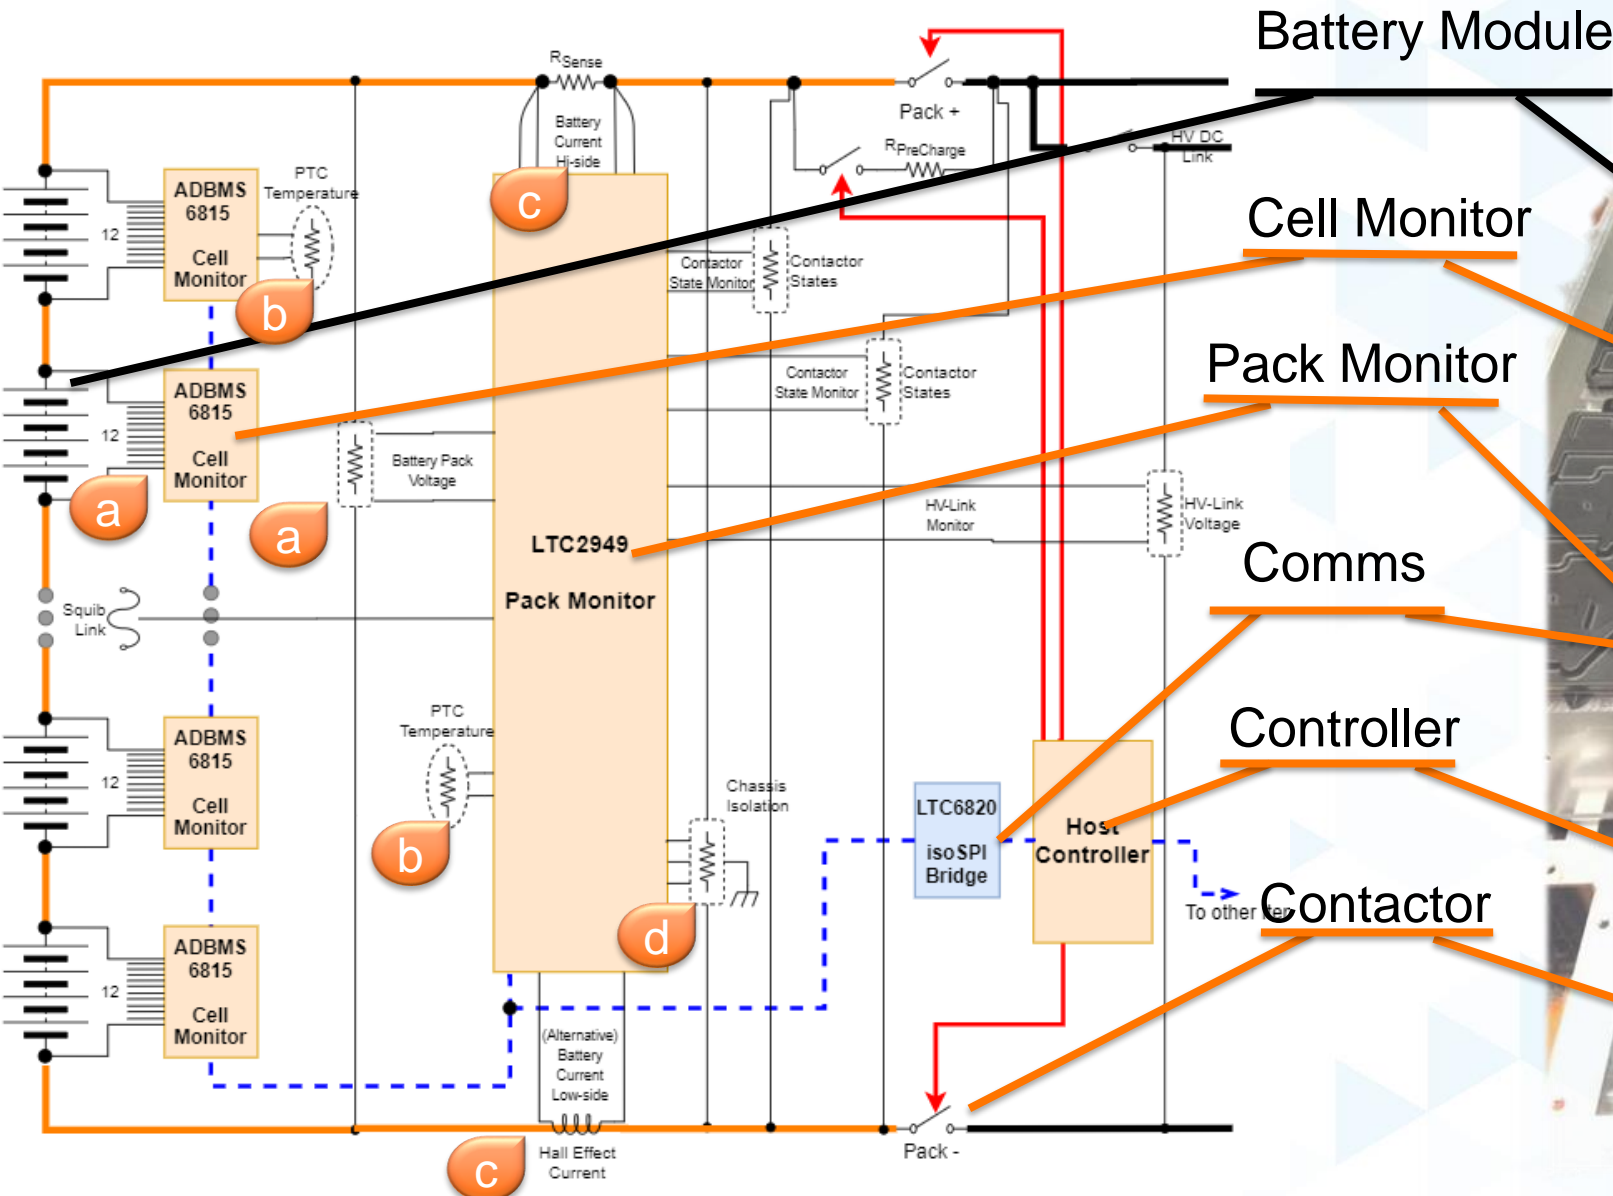 Battery Module
RSense
Pack +
Battery
Current
Hi-side
RPreCharge
HV DC
Link
PTC
Temperature
ADBMS
6815
Cell
Monitor
12
c
Cell Monitor
Contactor
State Monitor
Contactor
States
b
Pack Monitor
ADBMS
6815
Cell
Monitor
12
Contactor
State Monitor
Contactor
States
Battery Pack
Voltage
a
a
HV-Link
Monitor
HV-Link
Voltage
LTC2949
Pack Monitor
Comms
Squib
Link
PTC
Temperature
Controller
ADBMS
6815
Cell
Monitor
12
Chassis
Isolation
LTC6820
isoSPI
Bridge
Host
Controller
b
Contactor
To other
d
ADBMS
6815
Cell
Monitor
12
(Alternative)
Battery
Current
Low-side
Hall Effect
Current
c
Pack -